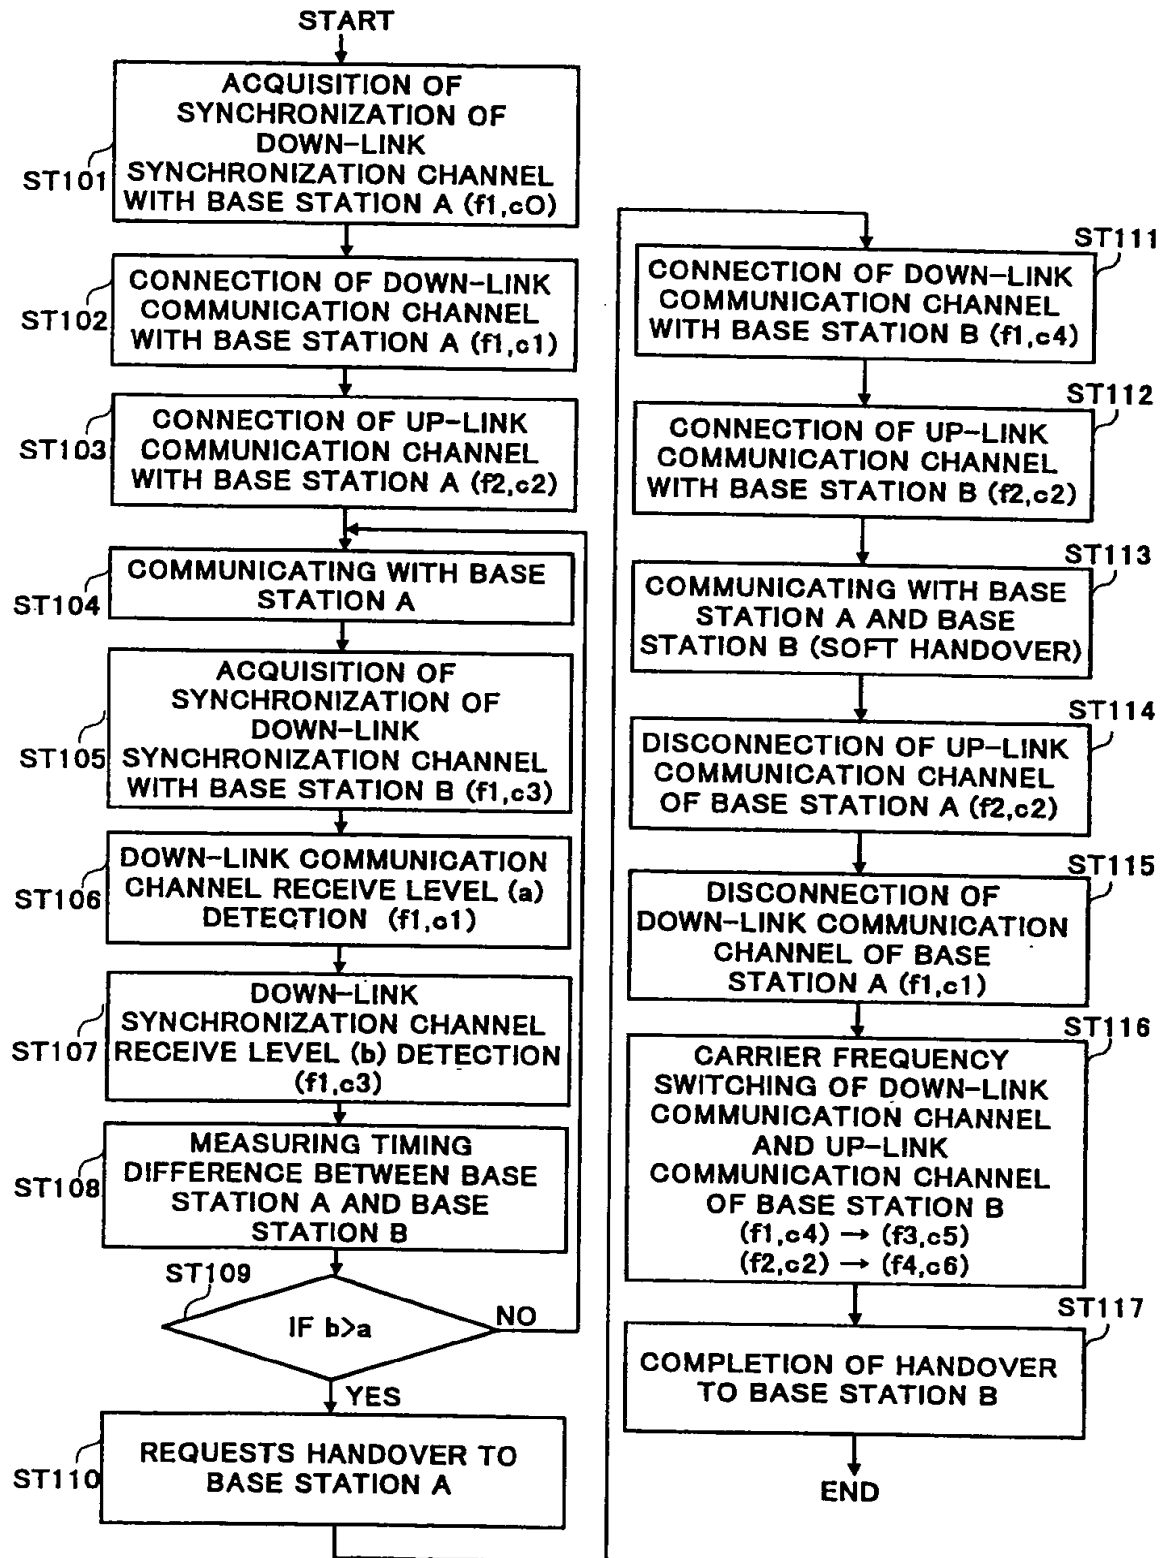 START
ACQUISITION OF
SYNCHRONIZATION OF
DOWN-LINK
SYNCHRONIZATION CHANNEL
WITH BASE STATION A (f1,c0)
ST101
CONNECTION OF DOWN-LINK
COMMUNICATION CHANNEL
WITH BASE STATION A (f1,c1)
ST102
CONNECTION OF UP-LINK
COMMUNICATION CHANNEL
WITH BASE STATION A (f2,c2)
ST103
COMMUNICATING WITH BASE
STATION A
ST104
ACQUISITION OF
SYNCHRONIZATION OF
DOWN-LINK
SYNCHRONIZATION CHANNEL
WITH BASE STATION B (f1,c3)
ST105
DOWN-LINK COMMUNICATION
CHANNEL RECEIVE LEVEL (a)
DETECTION (f1,c1)
ST106
DOWN-LINK
SYNCHRONIZATION CHANNEL
RECEIVE LEVEL (b) DETECTION
(f1,c3)
ST107
MEASURING TIMING
DIFFERENCE BETWEEN BASE
STATION A AND BASE
STATION B
ST108
ST109
IF b>a
NO
YES
REQUESTS HANDOVER TO
BASE STATION A
ST110
ST111
CONNECTION OF DOWN-LINK
COMMUNICATION CHANNEL
WITH BASE STATION B (f1,c4)
ST112
CONNECTION OF UP-LINK
COMMUNICATION CHANNEL
WITH BASE STATION B (f2,c2)
ST113
COMMUNICATING WITH BASE
STATION A AND BASE
STATION B (SOFT HANDOVER)
ST114
DISCONNECTION OF UP-LINK
COMMUNICATION CHANNEL
OF BASE STATION A (f2,c2)
ST115
DISCONNECTION OF
DOWN-LINK COMMUNICATION
CHANNEL OF BASE
STATION A (f1,c1)
ST116
CARRIER FREQUENCY
SWITCHING OF DOWN-LINK
COMMUNICATION CHANNEL
AND UP-LINK
COMMUNICATION CHANNEL
OF BASE STATION B
(f1,c4) → (f3,c5)
(f2,c2) → (f4,c6)
ST117
COMPLETION OF HANDOVER
TO BASE STATION B
END